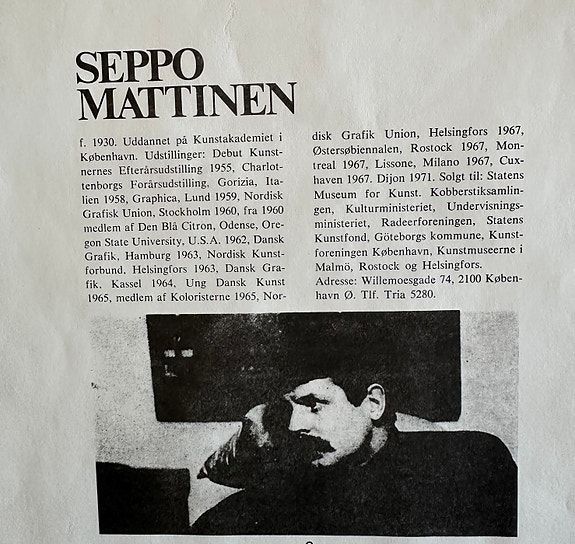 SEPPO
MATTINEN
f. 1930. Uddannet på Kunstakademiet i
København. Udstillinger: Debut Kunst-
nernes Efterårsudstilling 1955, Charlot-
tenborgs Forårsudstilling, Gorizia, Ita-
lien 1958, Graphica, Lund 1959, Nordisk
Grafisk Union, Stockholm 1960, fra 1960
medlem af Den Blå Citron, Odense, Ore-
gon State University, U.S.A. 1962, Dansk
Grafik, Hamburg 1963, Nordisk Kunst-
forbund, Helsingfors 1963, Dansk Gra-
fik, Kassel 1964, Ung Dansk Kunst
1965, medlem af Koloristerne 1965, Nor-
disk Grafik Union, Helsingfors 1967,
Østersøbiennalen, Rostock 1967, Mon-
treal 1967, Lissone, Milano 1967, Cux-
haven 1967. Dijon 1971. Solgt til: Statens
Museum for Kunst. Kobberstiksamlin-
gen, Kulturministeriet, Undervisnings-
ministeriet, Radeerforeningen, Statens
Kunstfond, Göteborgs kommune, Kunst-
foreningen København, Kunstmuseerne i
Malmö, Rostock og Helsingfors.
Adresse: Willemoesgade 74, 2100 Køben-
havn Ø. Tlf. Tria 5280.